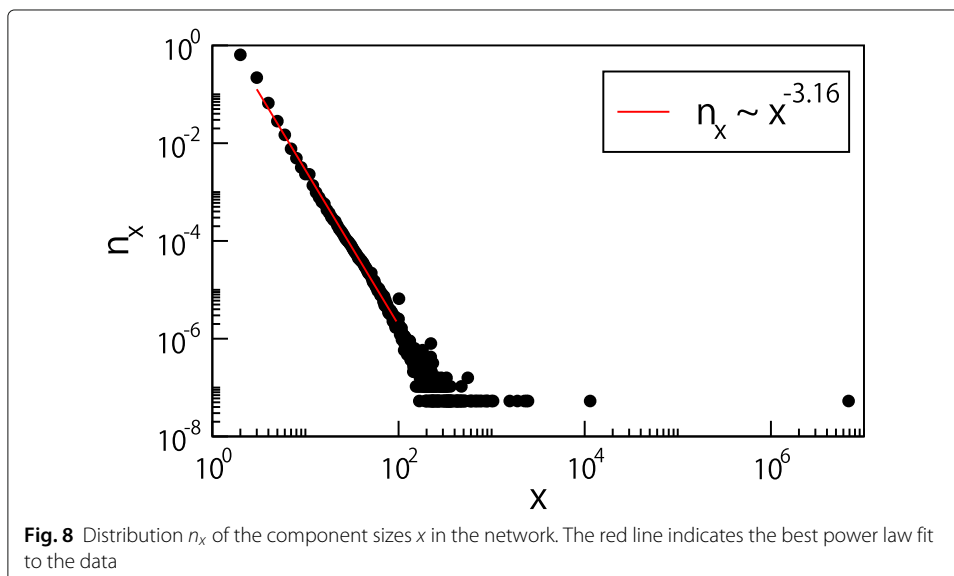 10^0
10^-2
10^-4
10^-6
10^-8
n_x
n_x ~ x^-3.16
10^0 10^2 10^4 10^6
x
Fig. 8 Distribution n_x of the component sizes x in the network. The red line indicates the best power law fit
to the data